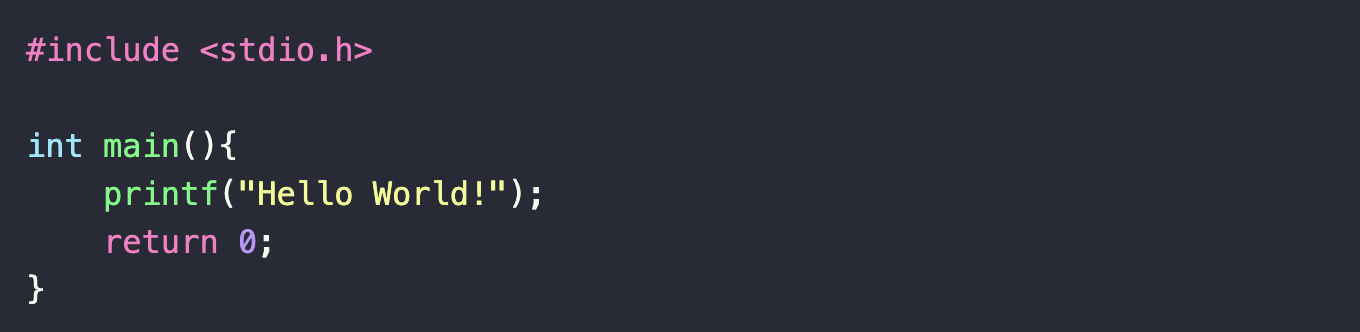 #include <stdio.h>

int main(){
    printf("Hello World!");
    return 0;
}